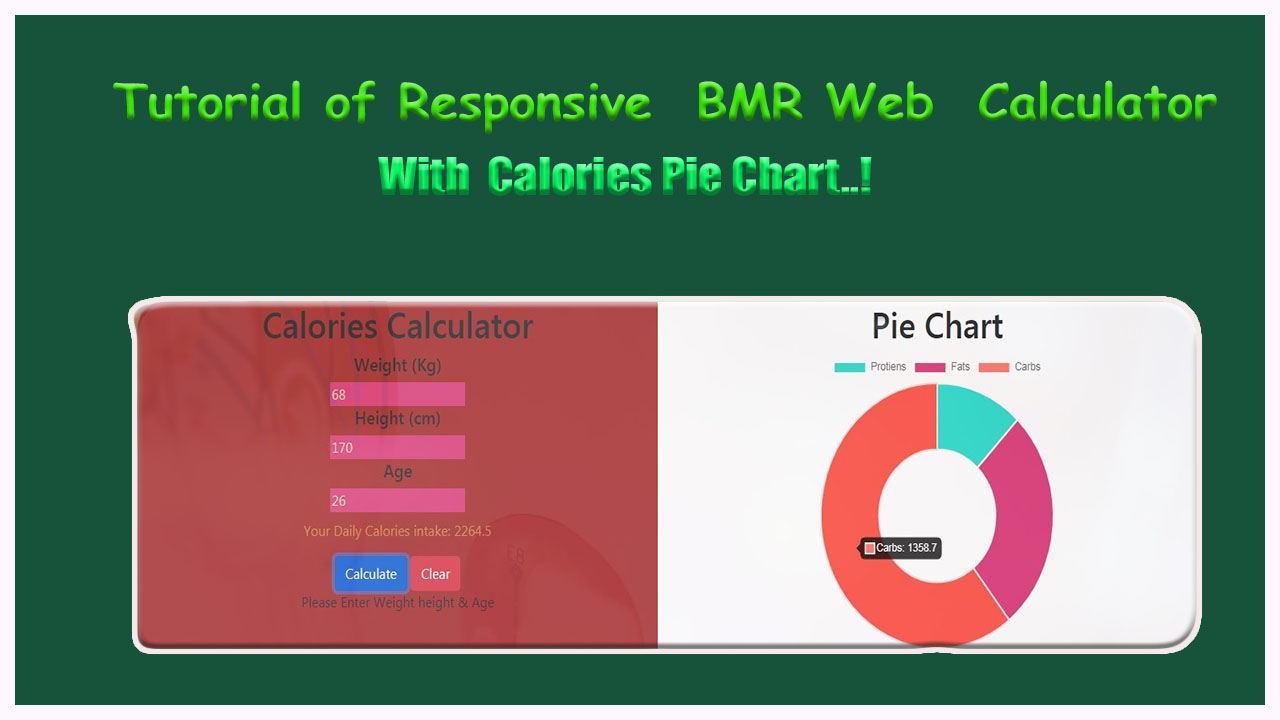 Tutorial of Responsive BMR Web Calculator
With Calories Pie Chart..!
Calories Calculator
Weight (Kg)
68
Height (cm)
170
Age
26
Your Daily Calories intake: 2264.5
Calculate Clear
Please Enter Weight height & Age
Pie Chart
Protiens Fats Carbs
Carbs: 1358.7